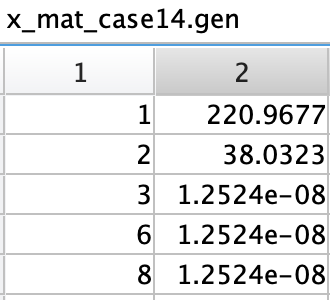 x_mat_case14.gen
1 2
1 220.9677
2 38.0323
3 1.2524e-08
6 1.2524e-08
8 1.2524e-08